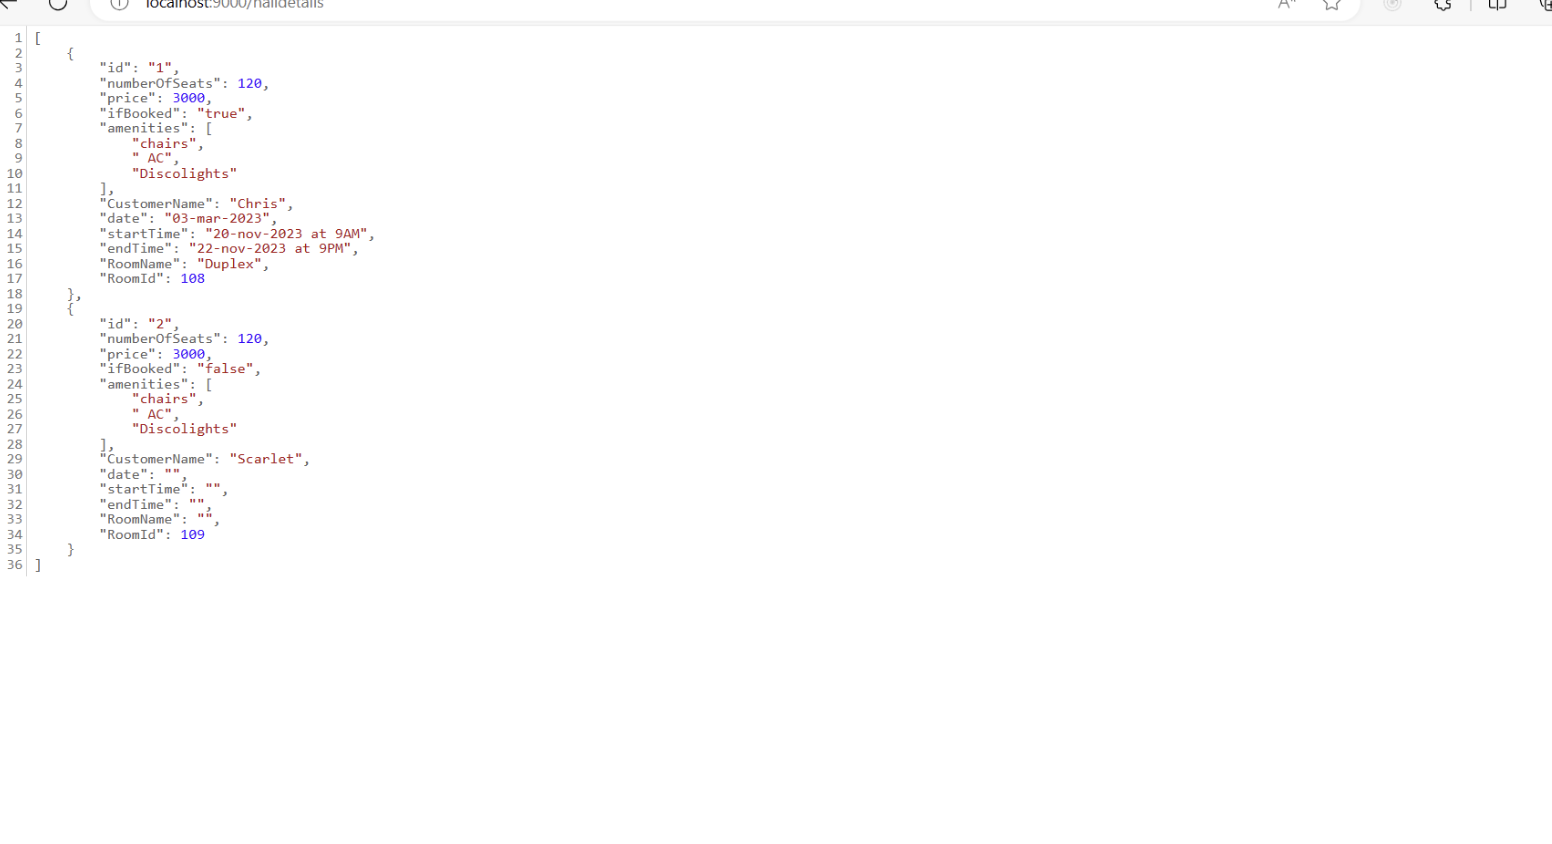 localhost:9000/halldetails
1 [
2     {
3         "id": "1",
4         "numberOfSeats": 120,
5         "price": 3000,
6         "ifBooked": "true",
7         "amenities": [
8             "chairs",
9             " AC",
10             "Discolights"
11         ],
12         "CustomerName": "Chris",
13         "date": "03-mar-2023",
14         "startTime": "20-nov-2023 at 9AM",
15         "endTime": "22-nov-2023 at 9PM",
16         "RoomName": "Duplex",
17         "RoomId": 108
18     },
19     {
20         "id": "2",
21         "numberOfSeats": 120,
22         "price": 3000,
23         "ifBooked": "false",
24         "amenities": [
25             "chairs",
26             " AC",
27             "Discolights"
28         ],
29         "CustomerName": "Scarlet",
30         "date": "",
31         "startTime": "",
32         "endTime": "",
33         "RoomName": "",
34         "RoomId": 109
35     }
36 ]